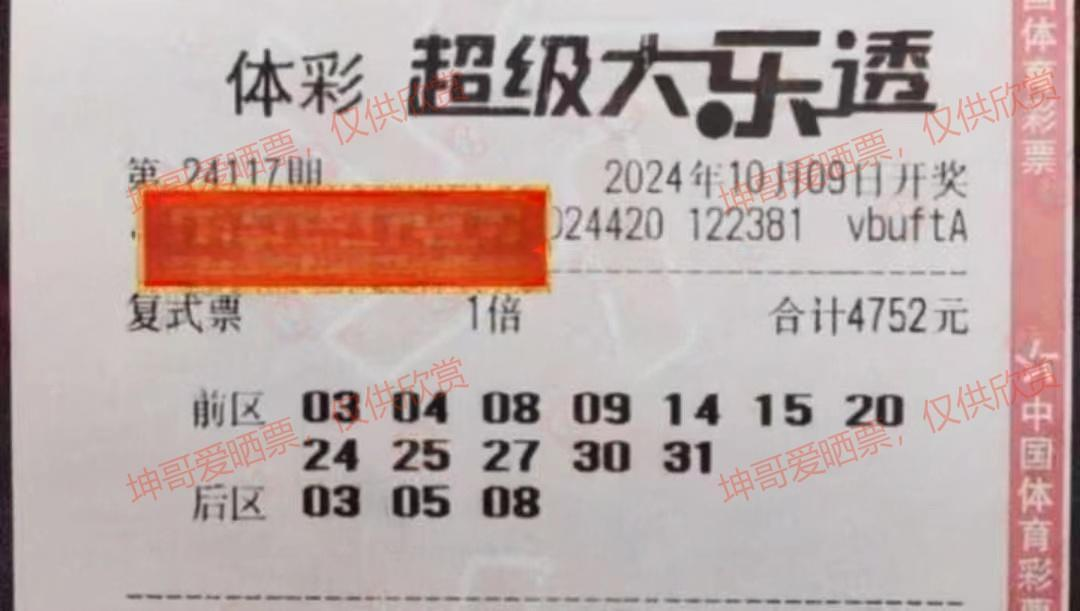 体彩 超级大乐透
第 24117期 2024年10月09日开奖
024420 122381 vbuftA
复式票 1倍 合计4752元
前区 03 04 08 09 14 15 20
24 25 27 30 31
后区 03 05 08
国体育彩票
中国体育彩票
坤哥爱晒票，仅供欣赏
坤哥爱晒票，仅供欣赏
坤哥爱晒票，仅供欣赏
坤哥爱晒票，仅供欣赏